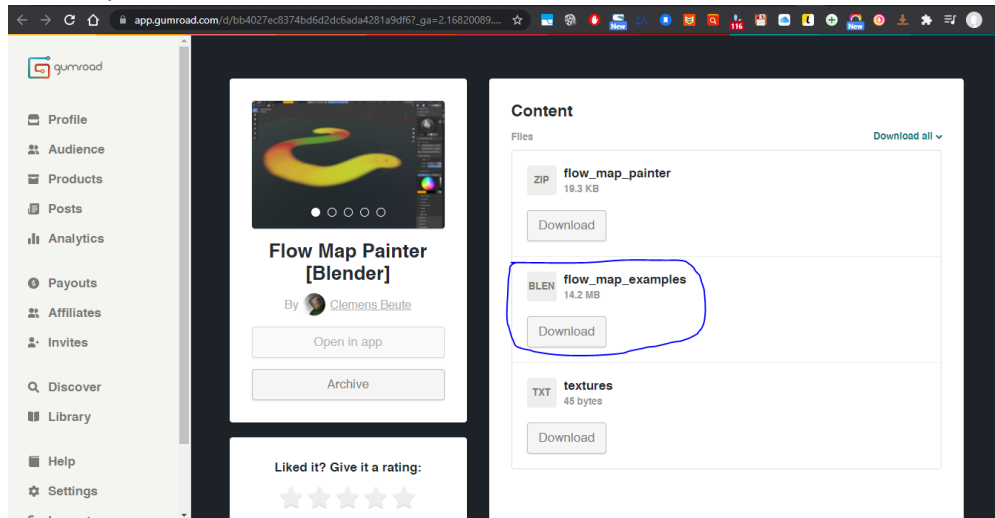 app.gumroad.com/d/bb4027ec8374bd6d2dc6ada4281a9df6?_ga=2.16820089....
New
116
New
gumroad
Profile
Audience
Products
Posts
Analytics
Payouts
Affiliates
Invites
Discover
Library
Help
Settings
Flow Map Painter
[Blender]
By Clemens Beute
Open in app
Archive
Liked it? Give it a rating:
Content
Files
Download all
ZIP
flow_map_painter
19.3 KB
Download
BLEN
flow_map_examples
14.2 MB
Download
TXT
textures
45 bytes
Download